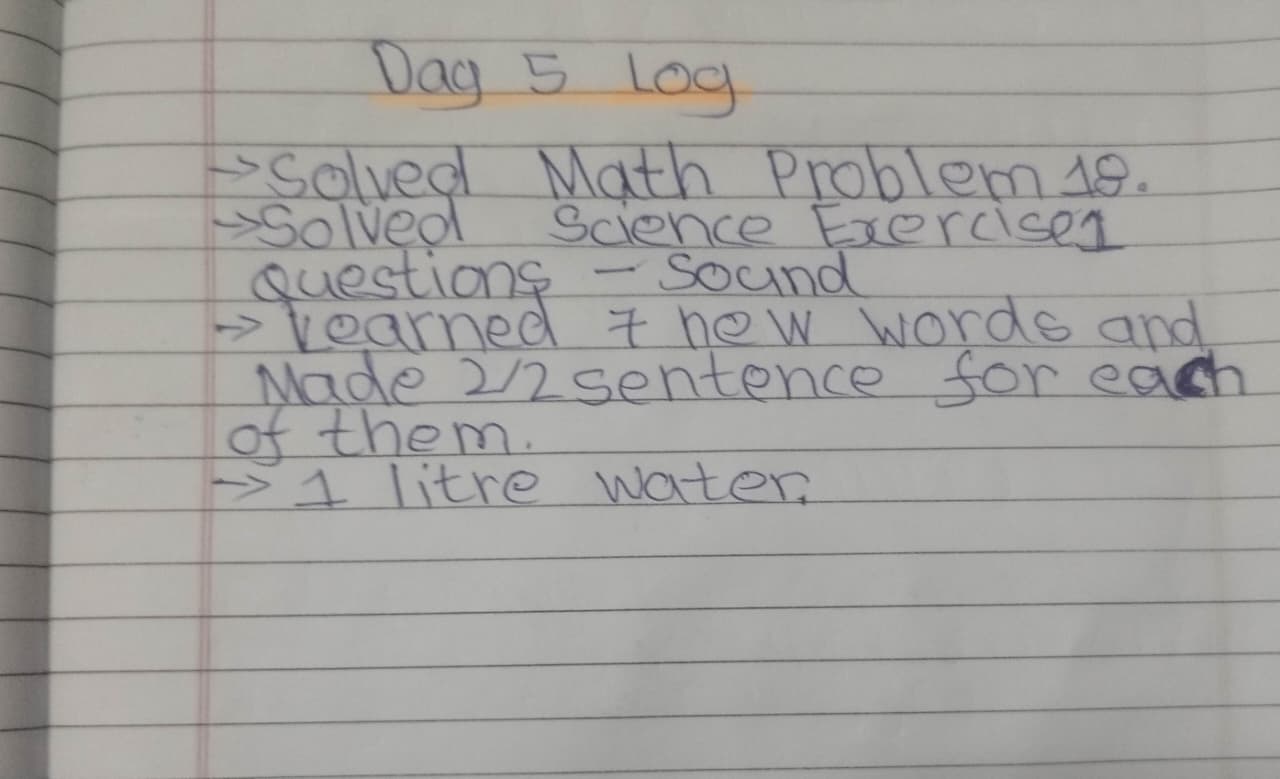 Day 5 Log
→ Solved Math Problem 18.
→ Solved Science Exercise 1
questions – Sound
→ Learned 7 new words and
Made 2/2 sentence for each
of them.
→ 1 litre water.